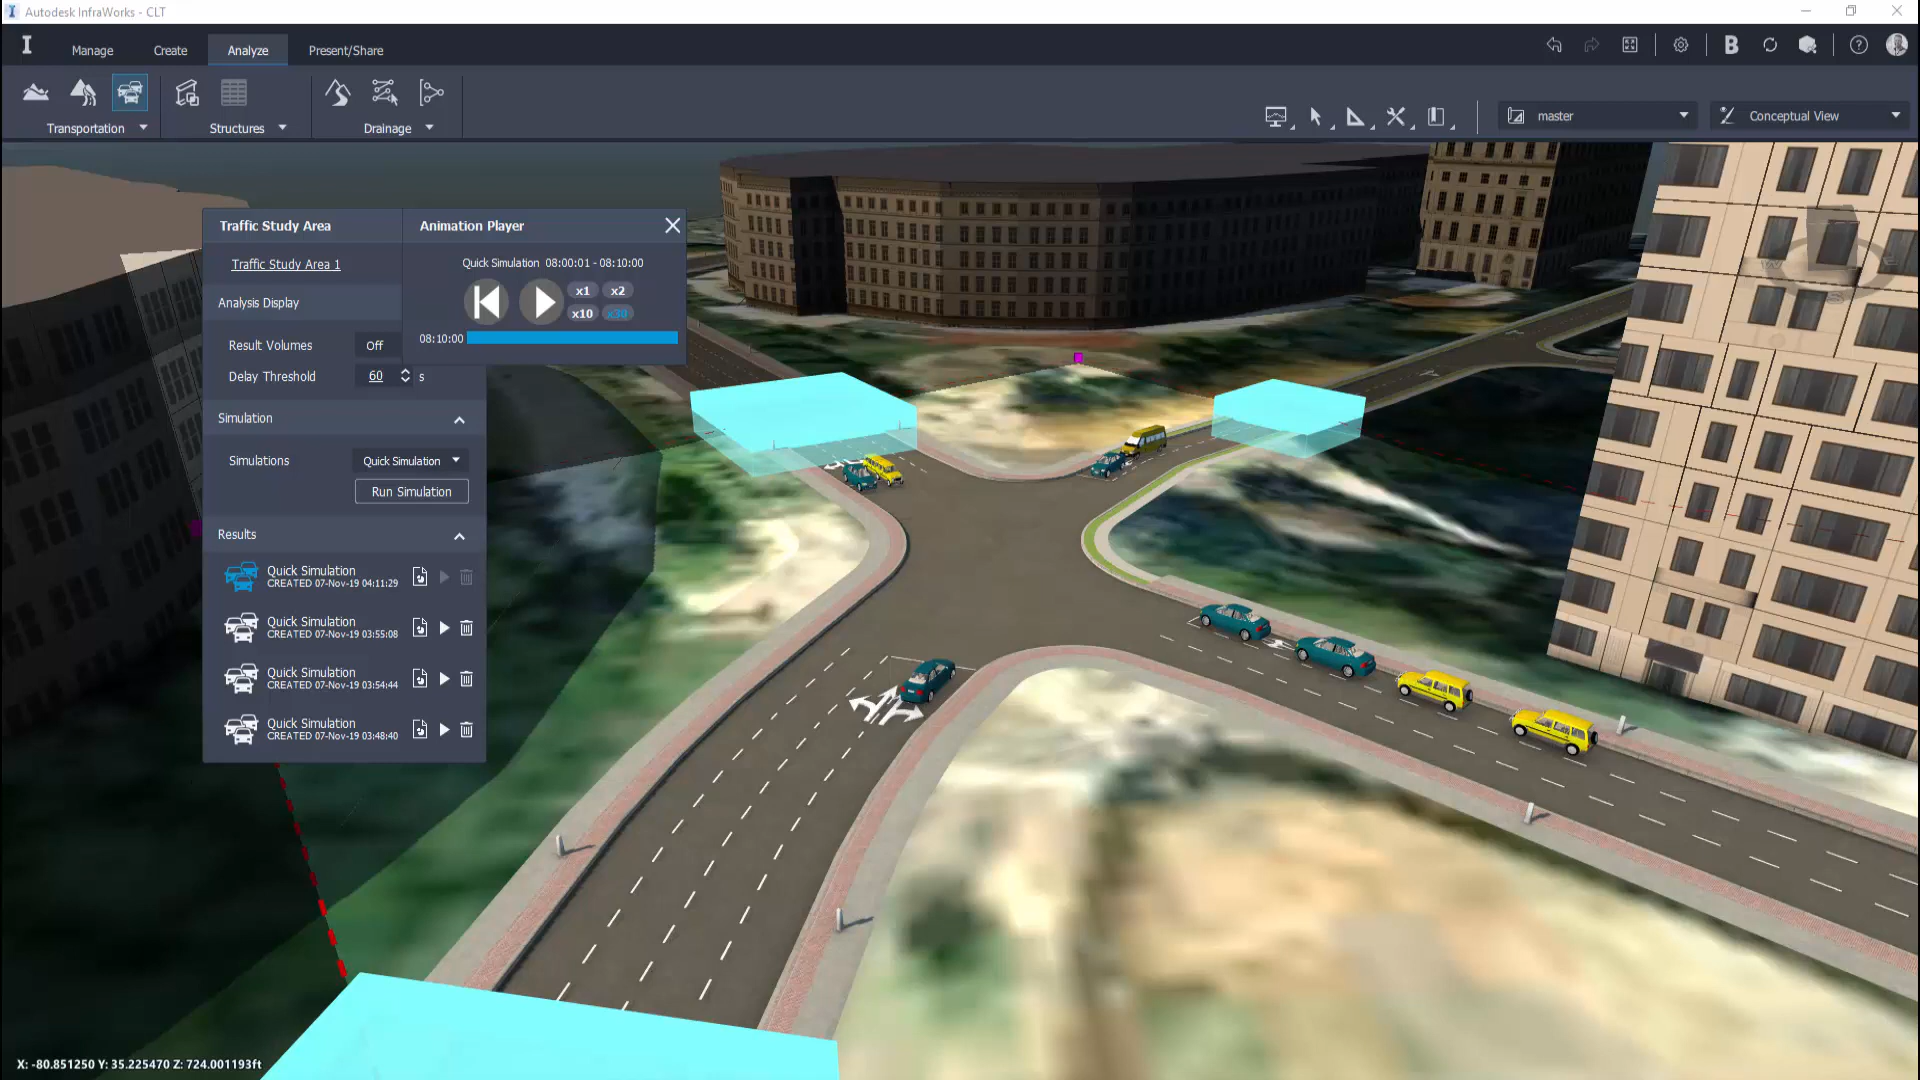 Autodesk InfraWorks - CLT
Manage Create Analyze Present/Share
B ?
Transportation Structures Drainage
master Conceptual View
Traffic Study Area
Animation Player
Traffic Study Area 1
Quick Simulation 08:00:01 - 08:10:00
Analysis Display
x1 x2
x10 x30
08:10:00
Result Volumes Off
Delay Threshold 60 s
Simulation
Simulations Quick Simulation
Run Simulation
Results
Quick Simulation
CREATED 07-Nov-19 04:11:29
Quick Simulation
CREATED 07-Nov-19 03:55:08
Quick Simulation
CREATED 07-Nov-19 03:54:44
Quick Simulation
CREATED 07-Nov-19 03:48:40
X: -80.851250 Y: 35.225470 Z: 724.001193ft